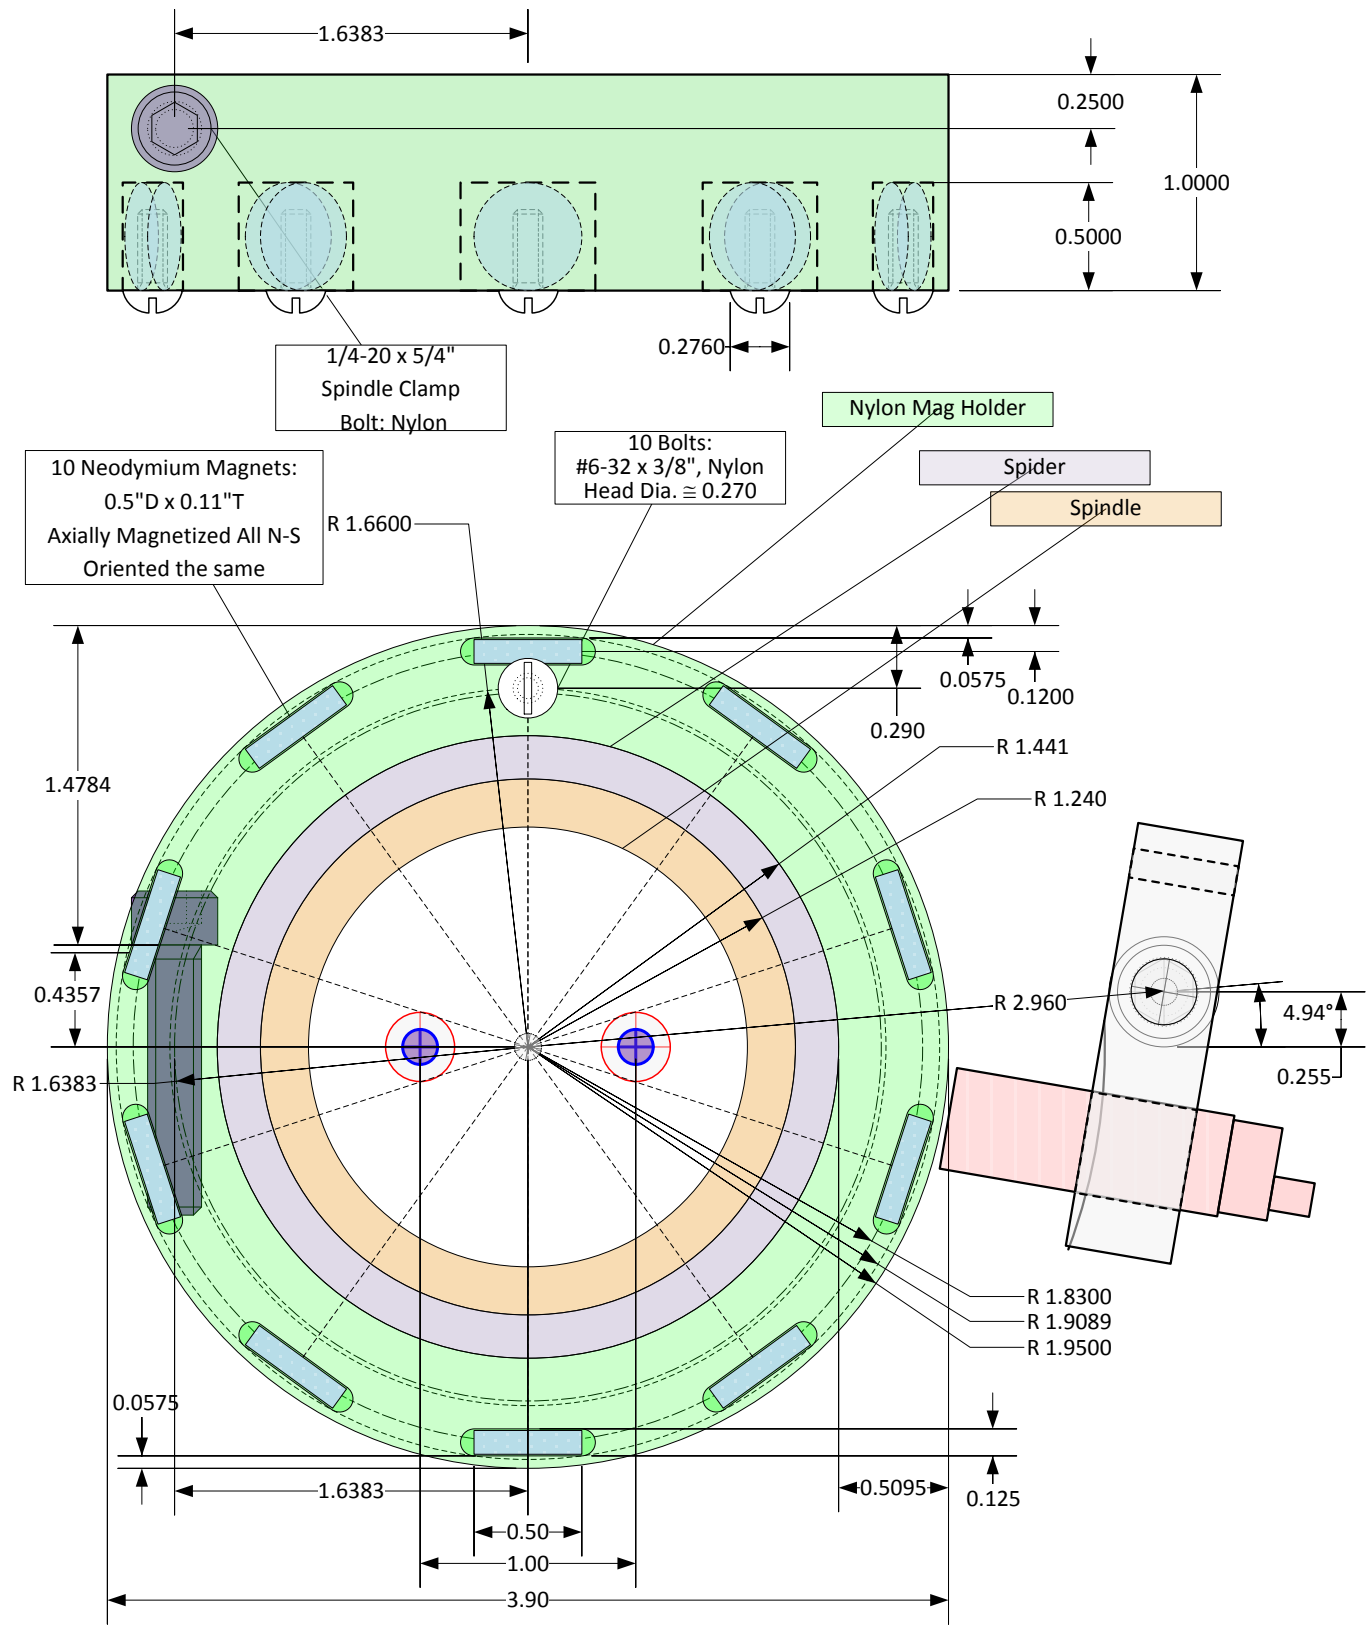 1.6383
0.2500
1.0000
0.5000
0.2760
1/4-20 x 5/4"
Spindle Clamp
Bolt: Nylon
Nylon Mag Holder
10 Bolts:
#6-32 x 3/8", Nylon
Head Dia. ≅ 0.270
Spider
Spindle
10 Neodymium Magnets:
0.5"D x 0.11"T
Axially Magnetized All N-S
Oriented the same
R 1.6600
0.0575
0.1200
0.290
R 1.441
1.4784
R 1.240
0.4357
R 2.960
4.94°
0.255
R 1.6383
R 1.8300
R 1.9089
R 1.9500
0.0575
1.6383
0.5095
0.125
0.50
1.00
3.90